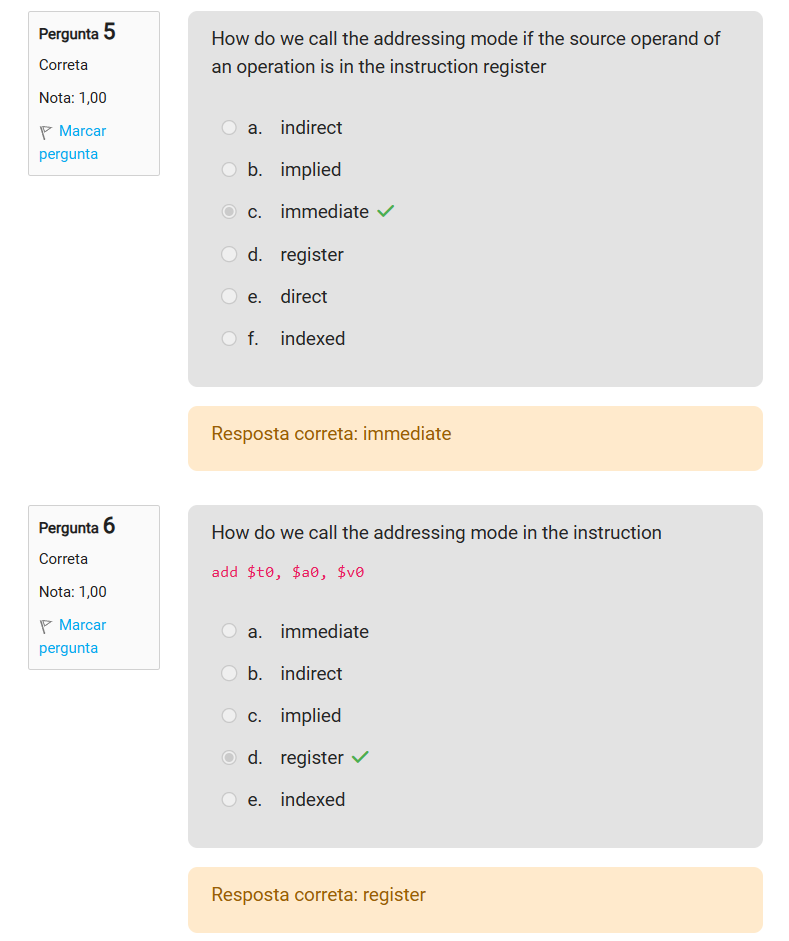 Pergunta 5
Correta
Nota: 1,00
Marcar
pergunta
How do we call the addressing mode if the source operand of
an operation is in the instruction register
a. indirect
b. implied
c. immediate
d. register
e. direct
f. indexed
Resposta correta: immediate
Pergunta 6
Correta
Nota: 1,00
Marcar
pergunta
How do we call the addressing mode in the instruction
add $t0, $a0, $v0
a. immediate
b. indirect
c. implied
d. register
e. indexed
Resposta correta: register